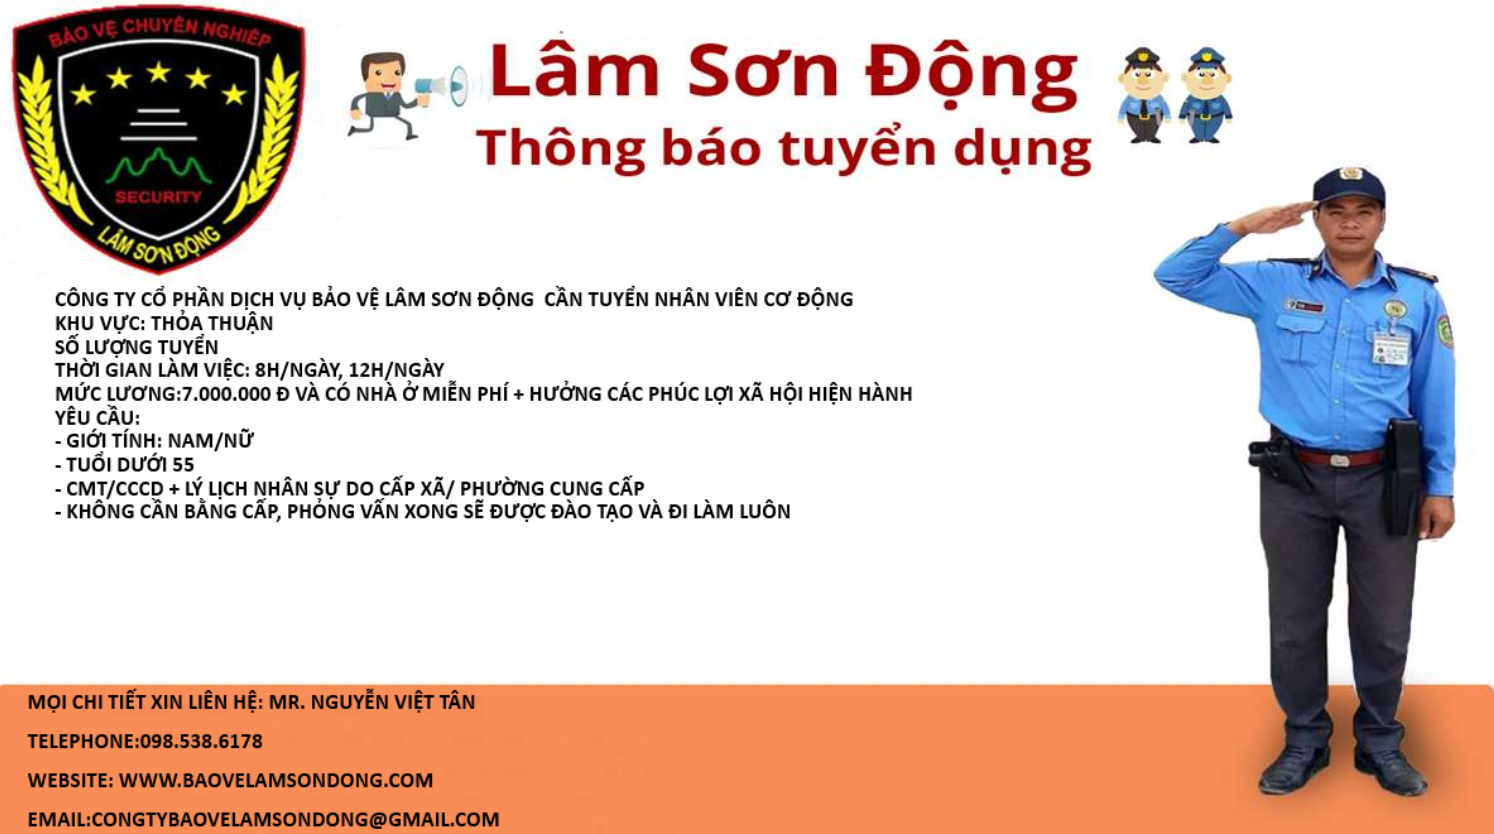 BẢO VỆ CHUYÊN NGHIỆP
SECURITY
LÂM SƠN ĐỘNG
Lâm Sơn Động
Thông báo tuyển dụng
CÔNG TY CỔ PHẦN DỊCH VỤ BẢO VỆ LÂM SƠN ĐỘNG CẦN TUYỂN NHÂN VIÊN CƠ ĐỘNG
KHU VỰC: THỎA THUẬN
SỐ LƯỢNG TUYỂN
THỜI GIAN LÀM VIỆC: 8H/NGÀY, 12H/NGÀY
MỨC LƯƠNG:7.000.000 Đ VÀ CÓ NHÀ Ở MIỄN PHÍ + HƯỞNG CÁC PHÚC LỢI XÃ HỘI HIỆN HÀNH
YÊU CẦU:
- GIỚI TÍNH: NAM/NỮ
- TUỔI DƯỚI 55
- CMT/CCCD + LÝ LỊCH NHÂN SỰ DO CẤP XÃ/ PHƯỜNG CUNG CẤP
- KHÔNG CẦN BẰNG CẤP, PHỎNG VẤN XONG SẼ ĐƯỢC ĐÀO TẠO VÀ ĐI LÀM LUÔN
MỌI CHI TIẾT XIN LIÊN HỆ: MR. NGUYỄN VIỆT TÂN
TELEPHONE:098.538.6178
WEBSITE: WWW.BAOVELAMSONDONG.COM
EMAIL:CONGTYBAOVELAMSONDONG@GMAIL.COM